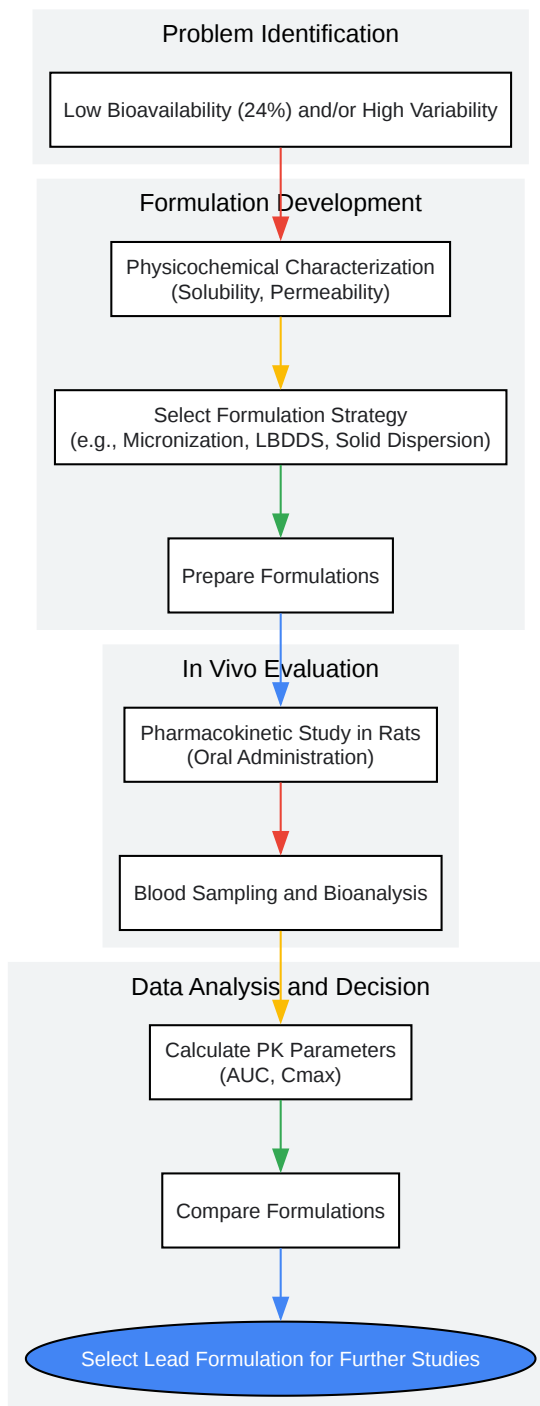 Problem Identification
Low Bioavailability (24%) and/or High Variability
Formulation Development
Physicochemical Characterization
(Solubility, Permeability)
Select Formulation Strategy
(e.g., Micronization, LBDDS, Solid Dispersion)
Prepare Formulations
In Vivo Evaluation
Pharmacokinetic Study in Rats
(Oral Administration)
Blood Sampling and Bioanalysis
Data Analysis and Decision
Calculate PK Parameters
(AUC, Cmax)
Compare Formulations
Select Lead Formulation for Further Studies